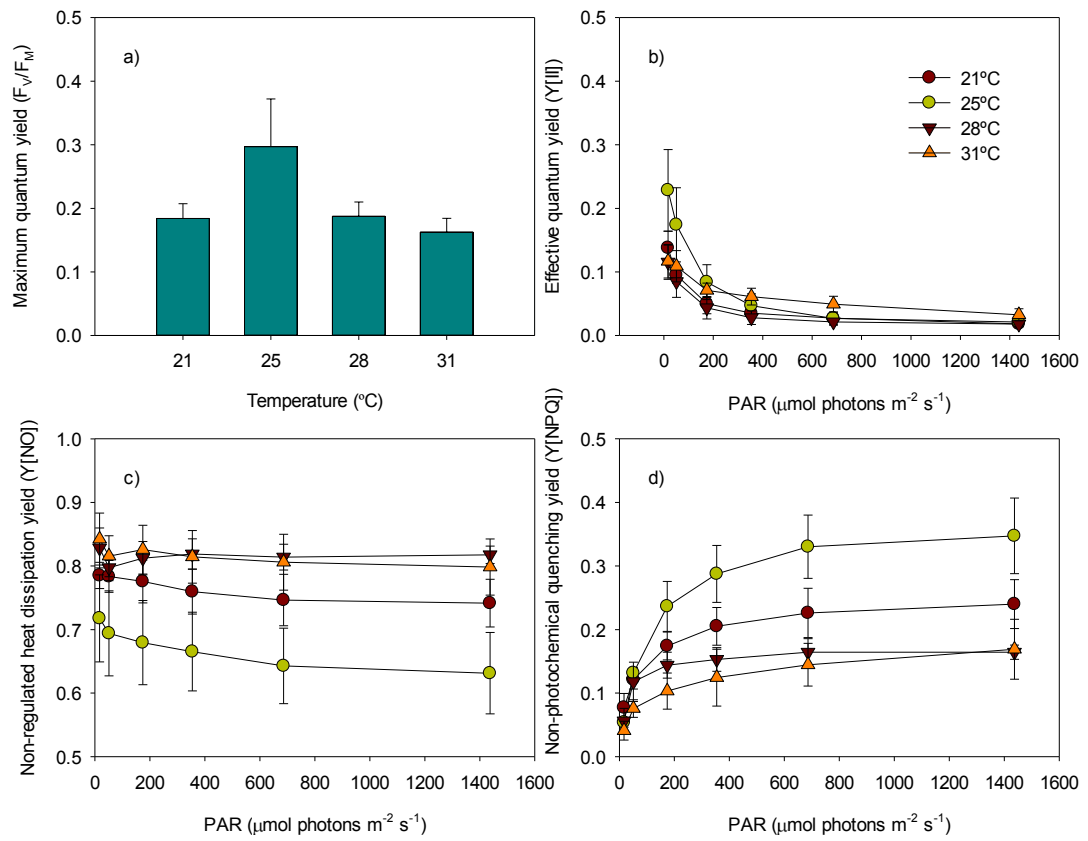 Maximum quantum yield (F_V/F_M)
0.5
0.4
0.3
0.2
0.1
0.0
a)
21
25
28
31
Temperature (ºC)
Effective quantum yield (Y[II])
0.5
0.4
0.3
0.2
0.1
0.0
b)
21ºC
25ºC
28ºC
31ºC
0 200 400 600 800 1000 1200 1400 1600
PAR (μmol photons m⁻² s⁻¹)
Non-regulated heat dissipation yield (Y[NO])
1.0
0.9
0.8
0.7
0.6
0.5
c)
0 200 400 600 800 1000 1200 1400 1600
PAR (μmol photons m⁻² s⁻¹)
Non-photochemical quenching yield (Y[NPQ])
0.5
0.4
0.3
0.2
0.1
0.0
d)
0 200 400 600 800 1000 1200 1400 1600
PAR (μmol photons m⁻² s⁻¹)